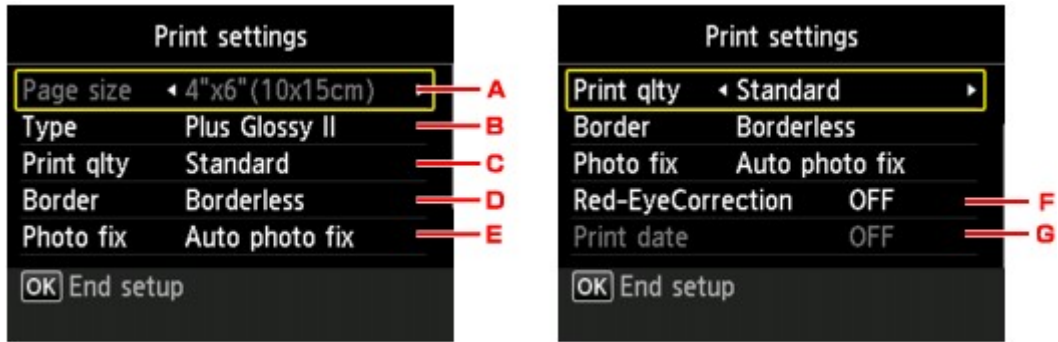 Print settings
Page size 4"x6"(10x15cm) A
Type Plus Glossy II B
Print qlty Standard C
Border Borderless D
Photo fix Auto photo fix E
OK End setup
Print settings
Print qlty Standard
Border Borderless
Photo fix Auto photo fix
Red-EyeCorrection OFF F
Print date OFF G
OK End setup